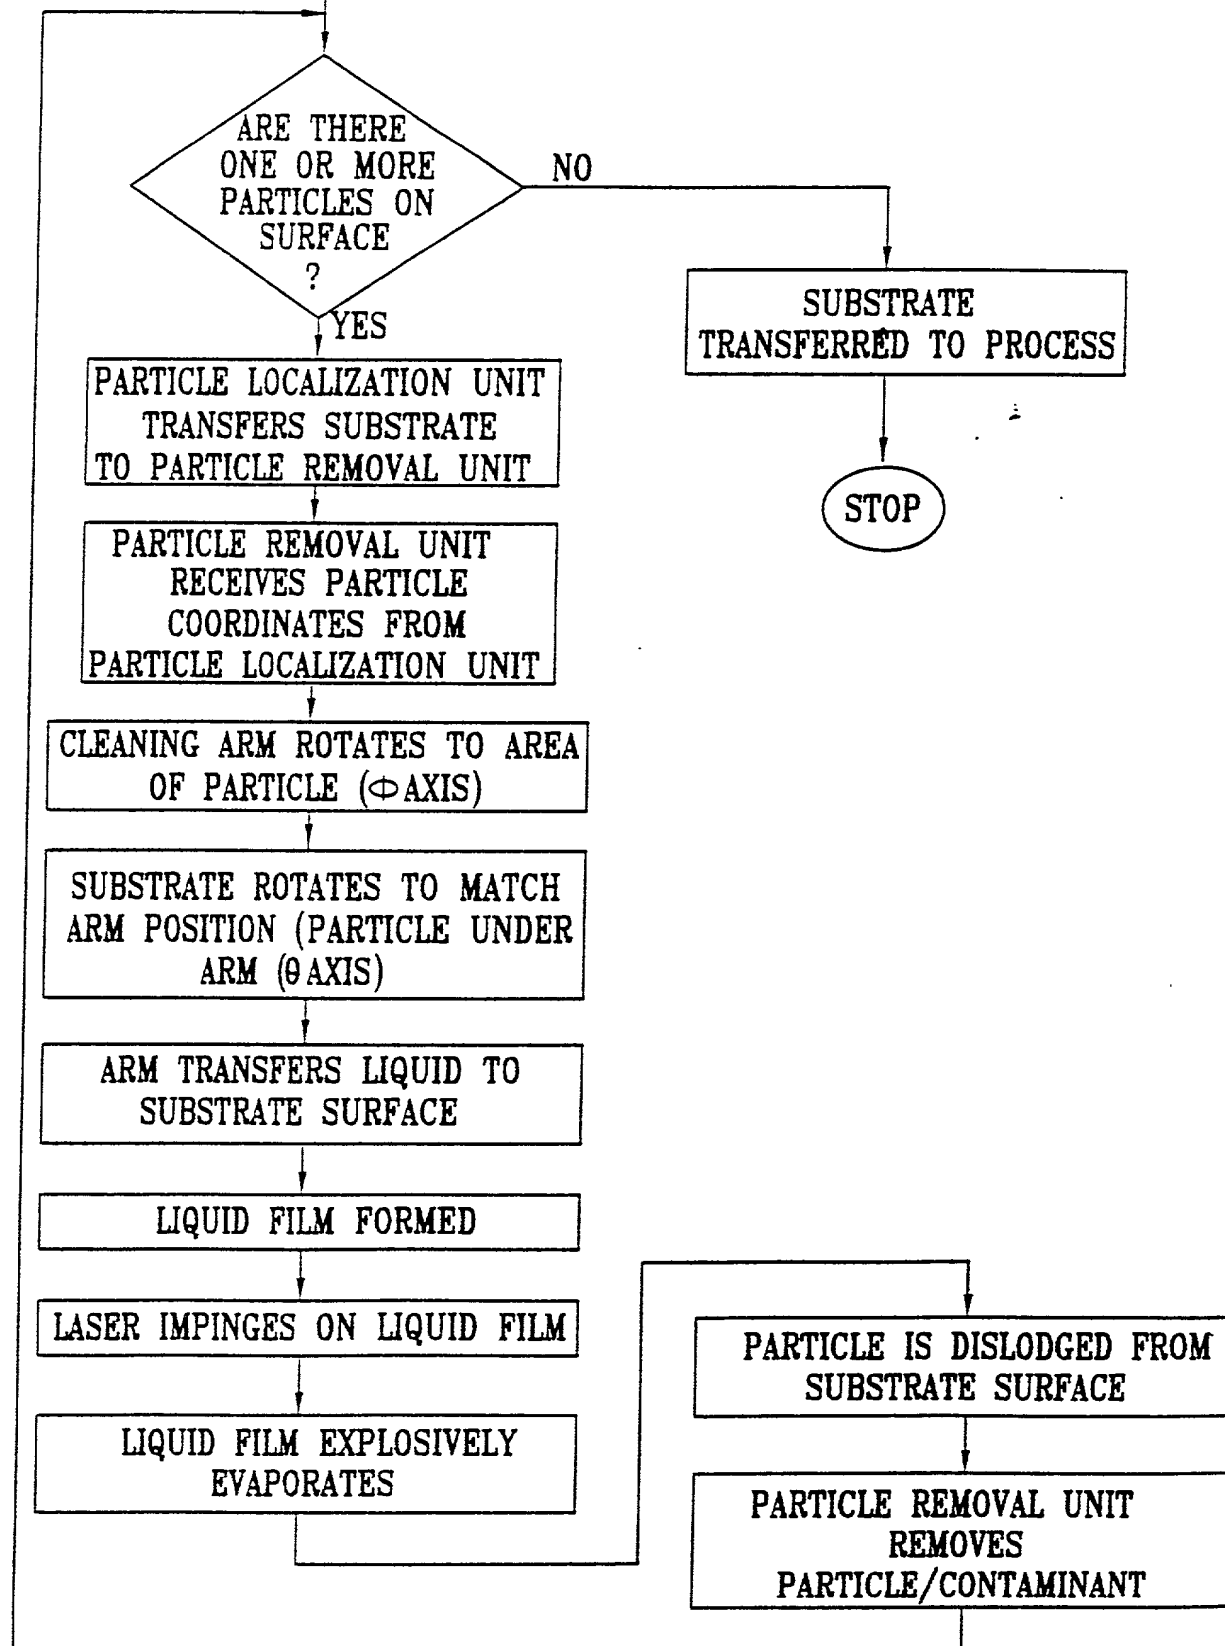 ARE THERE
ONE OR MORE
PARTICLES ON
SURFACE
?
NO
YES
SUBSTRATE
TRANSFERRED TO PROCESS
STOP
PARTICLE LOCALIZATION UNIT
TRANSFERS SUBSTRATE
TO PARTICLE REMOVAL UNIT
PARTICLE REMOVAL UNIT
RECEIVES PARTICLE
COORDINATES FROM
PARTICLE LOCALIZATION UNIT
CLEANING ARM ROTATES TO AREA
OF PARTICLE (Φ AXIS)
SUBSTRATE ROTATES TO MATCH
ARM POSITION (PARTICLE UNDER
ARM (θ AXIS)
ARM TRANSFERS LIQUID TO
SUBSTRATE SURFACE
LIQUID FILM FORMED
LASER IMPINGES ON LIQUID FILM
LIQUID FILM EXPLOSIVELY
EVAPORATES
PARTICLE IS DISLODGED FROM
SUBSTRATE SURFACE
PARTICLE REMOVAL UNIT
REMOVES
PARTICLE/CONTAMINANT